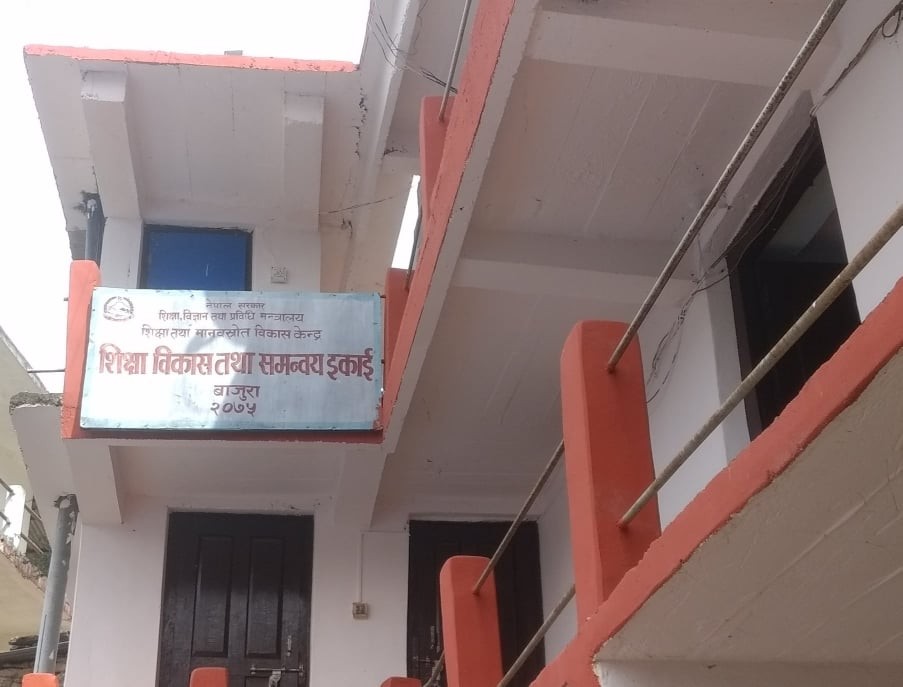 नेपाल सरकार
शिक्षा, विज्ञान तथा प्रविधि मन्त्रालय
शिक्षा तथा मानवस्रोत विकास केन्द्र
शिक्षा विकास तथा समन्वय इकाई
बाजुरा
२०७५